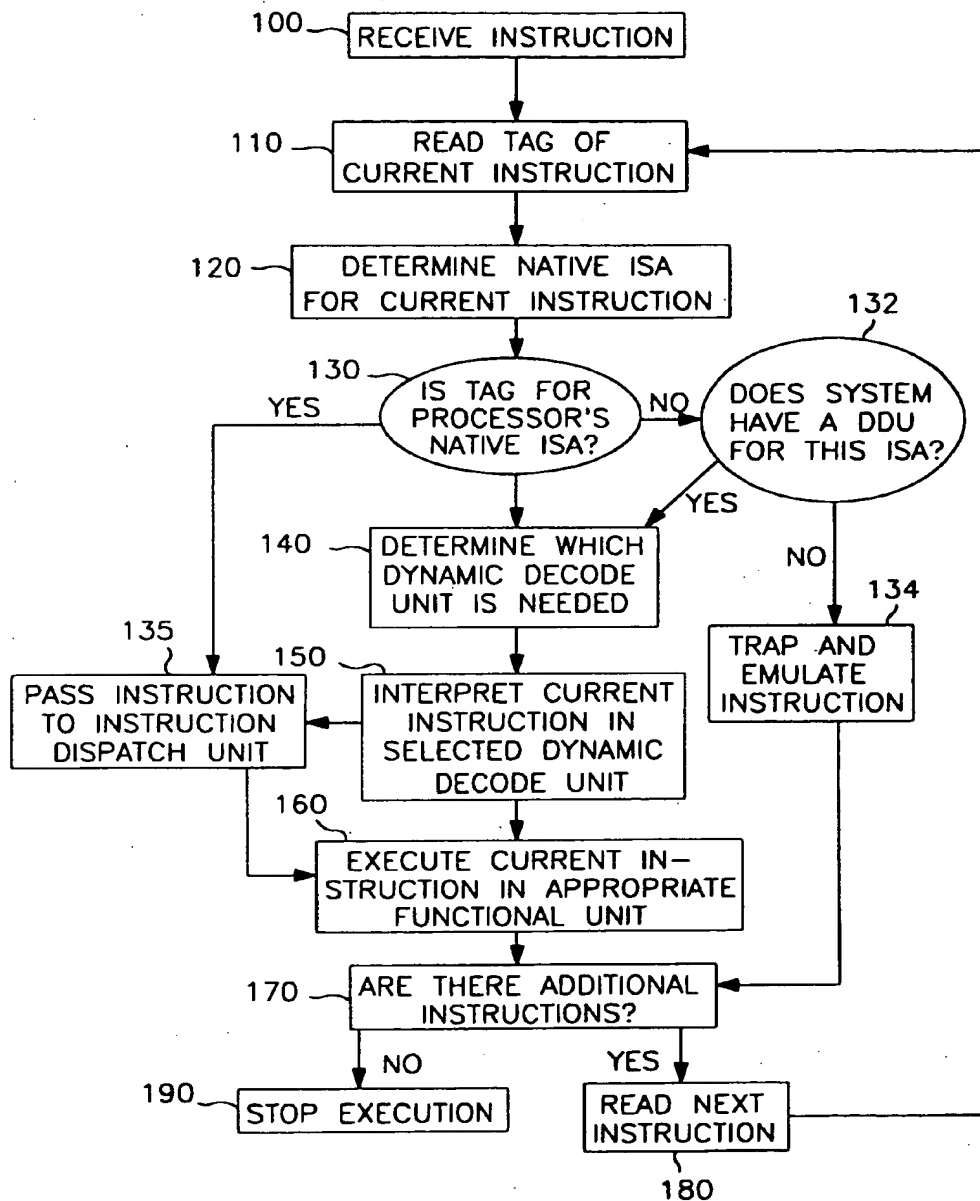 100
RECEIVE INSTRUCTION
110
READ TAG OF
CURRENT INSTRUCTION
120
DETERMINE NATIVE ISA
FOR CURRENT INSTRUCTION
130
IS TAG FOR
PROCESSOR'S
NATIVE ISA?
YES
NO
132
DOES SYSTEM
HAVE A DDU
FOR THIS ISA?
YES
NO
140
DETERMINE WHICH
DYNAMIC DECODE
UNIT IS NEEDED
134
TRAP AND
EMULATE
INSTRUCTION
135
PASS INSTRUCTION
TO INSTRUCTION
DISPATCH UNIT
150
INTERPRET CURRENT
INSTRUCTION IN
SELECTED DYNAMIC
DECODE UNIT
160
EXECUTE CURRENT IN-
STRUCTION IN APPROPRIATE
FUNCTIONAL UNIT
170
ARE THERE ADDITIONAL
INSTRUCTIONS?
NO
YES
190
STOP EXECUTION
READ NEXT
INSTRUCTION
180